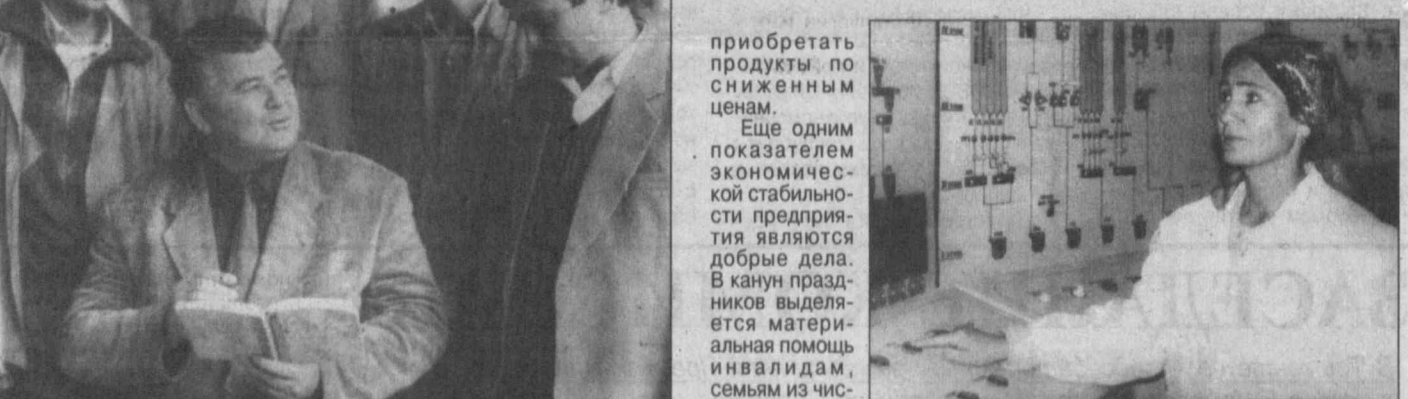 приобретать
продукты по
сниженным
ценам.
Еще одним
показателем
экономичес-
кой стабильно-
сти предприя-
тия являются
добрые дела.
В канун празд-
ников выделя-
ется матери-
альная помощь
инвалидам,
семьям из чис-